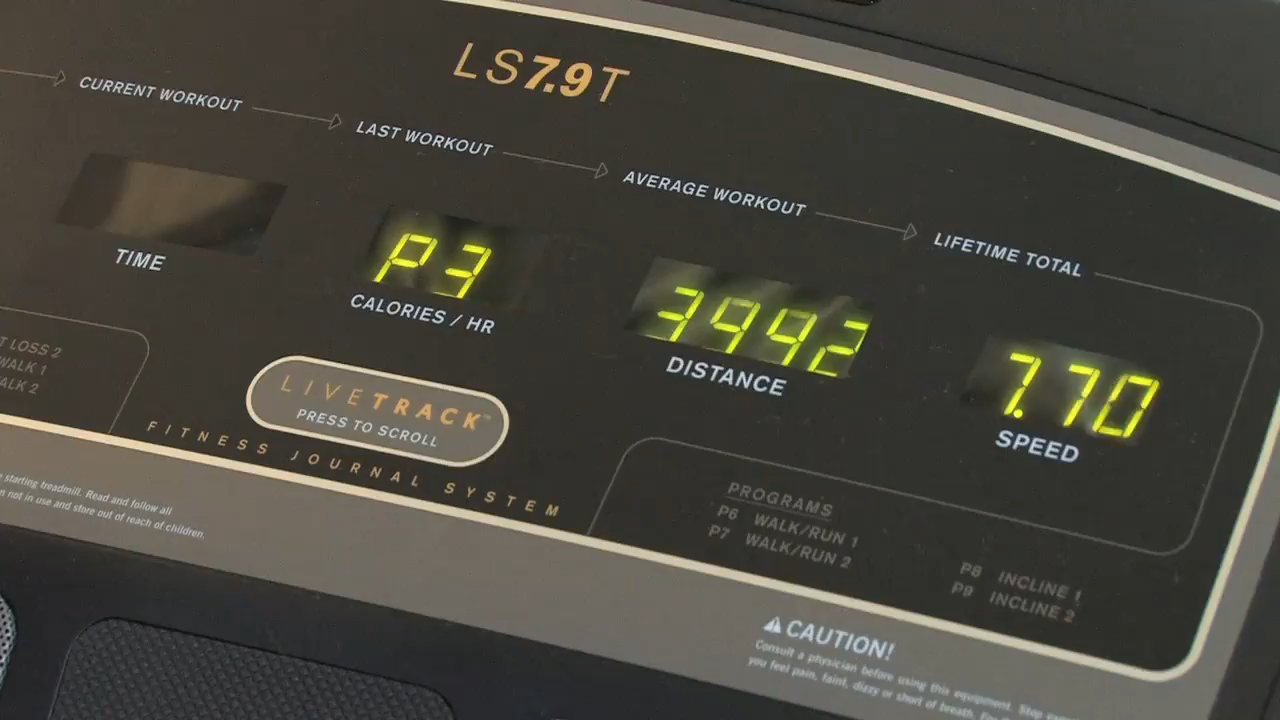 LS7.9T
CURRENT WORKOUT
LAST WORKOUT
AVERAGE WORKOUT
LIFETIME TOTAL
TIME
P3
CALORIES / HR
3992
DISTANCE
7.70
SPEED
T LOSS 2
WALK 1
WALK 2
LIVETRACK™
PRESS TO SCROLL
FITNESS JOURNAL SYSTEM
PROGRAMS
P6 WALK/RUN 1
P7 WALK/RUN 2
P8 INCLINE 1
P9 INCLINE 2
starting treadmill. Read and follow all
not in use and store out of reach of children.
CAUTION!
Consult a physician before using this equipment. Stop
you feel pain, faint, dizzy or short of breath.